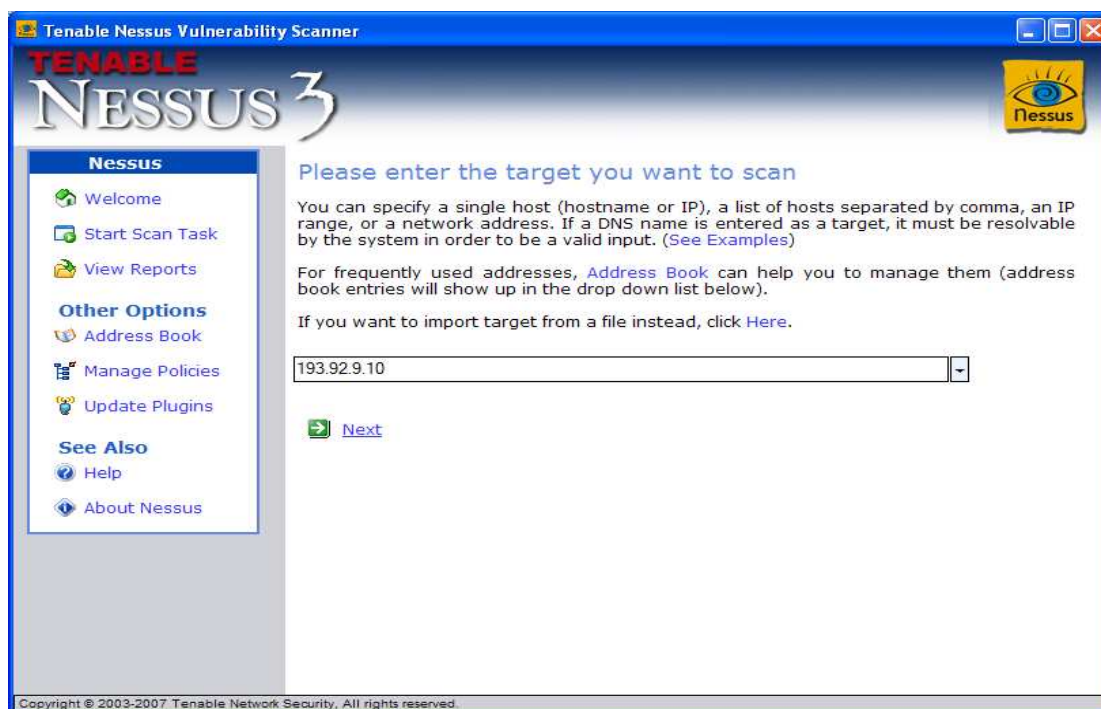 Tenable Nessus Vulnerability Scanner
TENABLE
NESSUS 3
nessus
Nessus
Welcome
Start Scan Task
View Reports
Other Options
Address Book
Manage Policies
Update Plugins
See Also
Help
About Nessus
Please enter the target you want to scan
You can specify a single host (hostname or IP), a list of hosts separated by comma, an IP
range, or a network address. If a DNS name is entered as a target, it must be resolvable
by the system in order to be a valid input. (See Examples)
For frequently used addresses, Address Book can help you to manage them (address
book entries will show up in the drop down list below).
If you want to import target from a file instead, click Here.
193.92.9.10
Next
Copyright © 2003-2007 Tenable Network Security, All rights reserved.